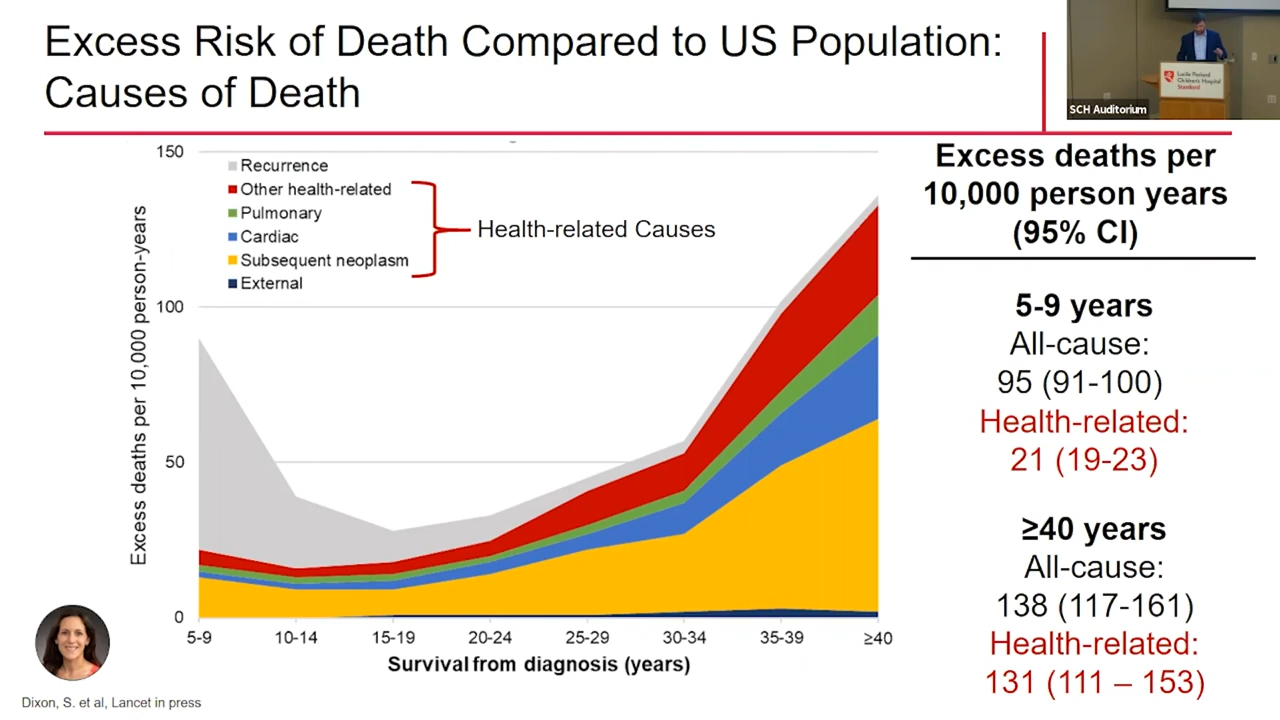 Excess Risk of Death Compared to US Population:
Causes of Death
Lucile Packard
Children's Hospital
Stanford
SCH Auditorium
150
100
50
0
Excess deaths per 10,000 person-years
Recurrence
Other health-related
Pulmonary
Cardiac
Subsequent neoplasm
External
Health-related Causes
5-9
10-14
15-19
20-24
25-29
30-34
35-39
≥40
Survival from diagnosis (years)
Excess deaths per
10,000 person years
(95% CI)
5-9 years
All-cause:
95 (91-100)
Health-related:
21 (19-23)
≥40 years
All-cause:
138 (117-161)
Health-related:
131 (111 – 153)
Dixon, S. et al, Lancet in press